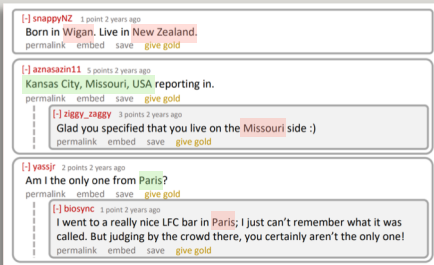 [-] snappyNZ 1 point 2 years ago
Born in Wigan. Live in New Zealand.
permalink embed save give gold
[-] aznasazin11 5 points 2 years ago
Kansas City, Missouri, USA reporting in.
permalink embed save give gold
[-] ziggy_zaggy 3 points 2 years ago
Glad you specified that you live on the Missouri side :)
permalink embed save give gold
[-] yassjr 2 points 2 years ago
Am I the only one from Paris?
permalink embed save give gold
[-] biosync 1 point 2 years ago
I went to a really nice LFC bar in Paris; I just can't remember what it was
called. But judging by the crowd there, you certainly aren't the only one!
permalink embed save give gold